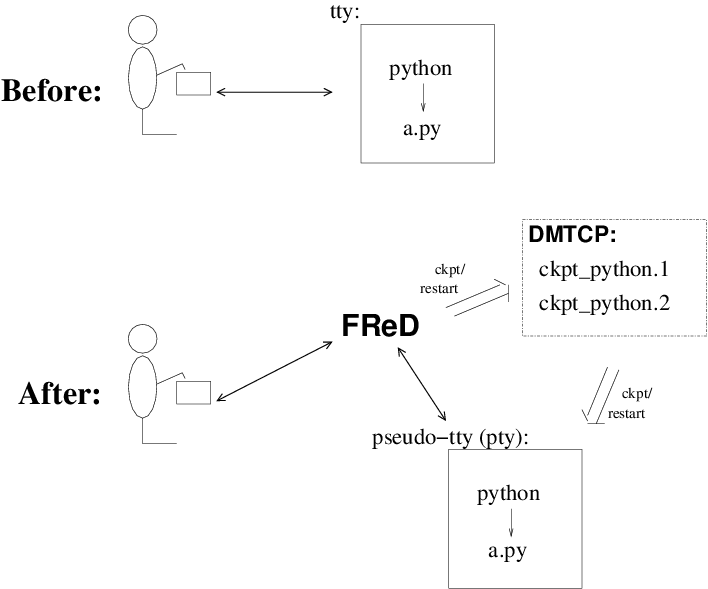 tty:
Before:
python
a.py
DMTCP:
ckpt_python.1
ckpt_python.2
ckpt/
restart
FReD
After:
ckpt/
restart
pseudo−tty (pty):
python
a.py